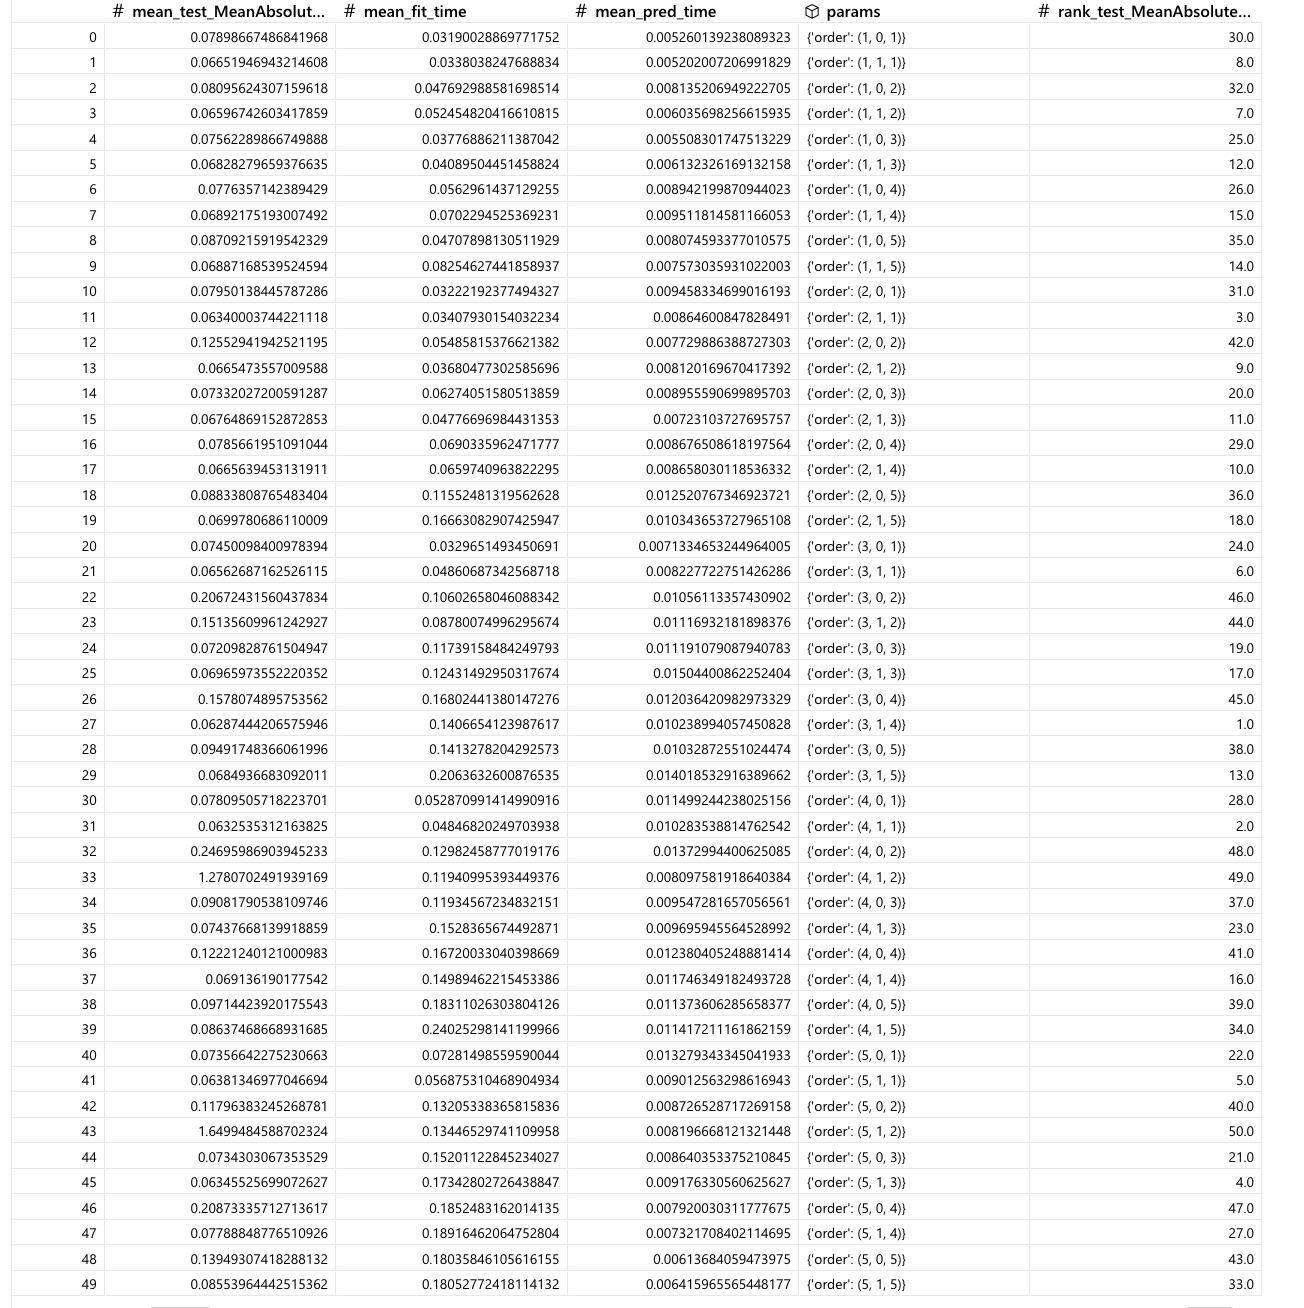 # mean_test_MeanAbsolut... # mean_fit_time # mean_pred_time params # rank_test_MeanAbsolute...
0 0.07898667486841968 0.03190028869771752 0.005260139238089323 {'order': (1, 0, 1)} 30.0
1 0.06651946943214608 0.0338038247688834 0.005202007206991829 {'order': (1, 1, 1)} 8.0
2 0.08095624307159618 0.047692988581698514 0.008135206949222705 {'order': (1, 0, 2)} 32.0
3 0.06596742603417859 0.052454820416610815 0.006035698256615935 {'order': (1, 1, 2)} 7.0
4 0.07562289866749888 0.03776886211387042 0.005508301747513229 {'order': (1, 0, 3)} 25.0
5 0.06828279659376635 0.04089504451458824 0.006132326169132158 {'order': (1, 1, 3)} 12.0
6 0.0776357142389429 0.0562961437129255 0.008942199870944023 {'order': (1, 0, 4)} 26.0
7 0.06892175193007492 0.0702294525369231 0.009511814581166053 {'order': (1, 1, 4)} 15.0
8 0.08709215919542329 0.04707898130511929 0.008074593377010575 {'order': (1, 0, 5)} 35.0
9 0.06887168539524594 0.08254627441858937 0.007573035931022003 {'order': (1, 1, 5)} 14.0
10 0.07950138445787286 0.03222192377494327 0.009458334699016193 {'order': (2, 0, 1)} 31.0
11 0.06340003744221118 0.03407930154032234 0.00864600847828491 {'order': (2, 1, 1)} 3.0
12 0.12552941942521195 0.05485815376621382 0.007729886388727303 {'order': (2, 0, 2)} 42.0
13 0.0665473557009588 0.03680477302585696 0.008120169670417392 {'order': (2, 1, 2)} 9.0
14 0.07332027200591287 0.06274051580513859 0.008955590699895703 {'order': (2, 0, 3)} 20.0
15 0.06764869152872853 0.04776696984431353 0.00723103727695757 {'order': (2, 1, 3)} 11.0
16 0.0785661951091044 0.0690335962471777 0.008676508618197564 {'order': (2, 0, 4)} 29.0
17 0.0665639453131911 0.0659740963822295 0.008658030118536332 {'order': (2, 1, 4)} 10.0
18 0.08833808765483404 0.11552481319562628 0.012520767346923721 {'order': (2, 0, 5)} 36.0
19 0.0699780686110009 0.16663082907425947 0.010343653727965108 {'order': (2, 1, 5)} 18.0
20 0.07450098400978394 0.0329651493450691 0.0071334653244964005 {'order': (3, 0, 1)} 24.0
21 0.06562687162526115 0.04860687342568718 0.008227722751426286 {'order': (3, 1, 1)} 6.0
22 0.20672431560437834 0.10602658046088342 0.01056113357430902 {'order': (3, 0, 2)} 46.0
23 0.15135609961242927 0.08780074996295674 0.01116932181898376 {'order': (3, 1, 2)} 44.0
24 0.07209828761504947 0.11739158484249793 0.011191079087940783 {'order': (3, 0, 3)} 19.0
25 0.06965973552220352 0.12431492950317674 0.01504400862252404 {'order': (3, 1, 3)} 17.0
26 0.1578074895753562 0.16802441380147276 0.012036420982973329 {'order': (3, 0, 4)} 45.0
27 0.06287444206575946 0.1406654123987617 0.010238994057450828 {'order': (3, 1, 4)} 1.0
28 0.09491748366061996 0.1413278204292573 0.01032872551024474 {'order': (3, 0, 5)} 38.0
29 0.0684936683092011 0.2063632600876535 0.014018532916389662 {'order': (3, 1, 5)} 13.0
30 0.07809505718223701 0.052870991414990916 0.011499244238025156 {'order': (4, 0, 1)} 28.0
31 0.0632535312163825 0.04846820249703938 0.010283538814762542 {'order': (4, 1, 1)} 2.0
32 0.24695986903945233 0.12982458777019176 0.01372994400625085 {'order': (4, 0, 2)} 48.0
33 1.2780702491939169 0.11940995393449376 0.008097581918640384 {'order': (4, 1, 2)} 49.0
34 0.09081790538109746 0.11934567234832151 0.009547281657056561 {'order': (4, 0, 3)} 37.0
35 0.07437668139918859 0.1528365674492871 0.009695945564528992 {'order': (4, 1, 3)} 23.0
36 0.12221240121000983 0.16720033040398669 0.012380405248881414 {'order': (4, 0, 4)} 41.0
37 0.069136190177542 0.14989462215453386 0.011746349182493728 {'order': (4, 1, 4)} 16.0
38 0.09714423920175543 0.18311026303804126 0.011373606285658377 {'order': (4, 0, 5)} 39.0
39 0.08637468668931685 0.24025298141199966 0.011417211161862159 {'order': (4, 1, 5)} 34.0
40 0.07356642275230663 0.07281498559590044 0.013279343345041933 {'order': (5, 0, 1)} 22.0
41 0.06381346977046694 0.056875310468904934 0.009012563298616943 {'order': (5, 1, 1)} 5.0
42 0.11796383245268781 0.13205338365815836 0.008726528717269158 {'order': (5, 0, 2)} 40.0
43 1.6499484588702324 0.13446529741109958 0.008196668121321448 {'order': (5, 1, 2)} 50.0
44 0.0734303067353529 0.15201122845234027 0.008640353375210845 {'order': (5, 0, 3)} 21.0
45 0.06345525699072627 0.17342802726438847 0.009176330560625627 {'order': (5, 1, 3)} 4.0
46 0.20873335712713617 0.1852483162014135 0.007920030311777675 {'order': (5, 0, 4)} 47.0
47 0.07788848776510926 0.18916462064752804 0.007321708402114695 {'order': (5, 1, 4)} 27.0
48 0.13949307418288132 0.18035846105616155 0.00613684059473975 {'order': (5, 0, 5)} 43.0
49 0.08553964442515362 0.18052772418114132 0.006415965565448177 {'order': (5, 1, 5)} 33.0